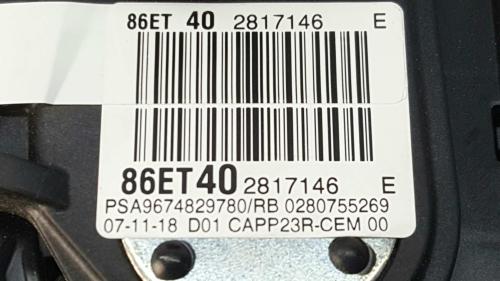 86ET 40 2817146 E
86ET40 2817146 E
PSA9674829780/RB 0280755269
07-11-18 D01 CAPP23R-CEM 00